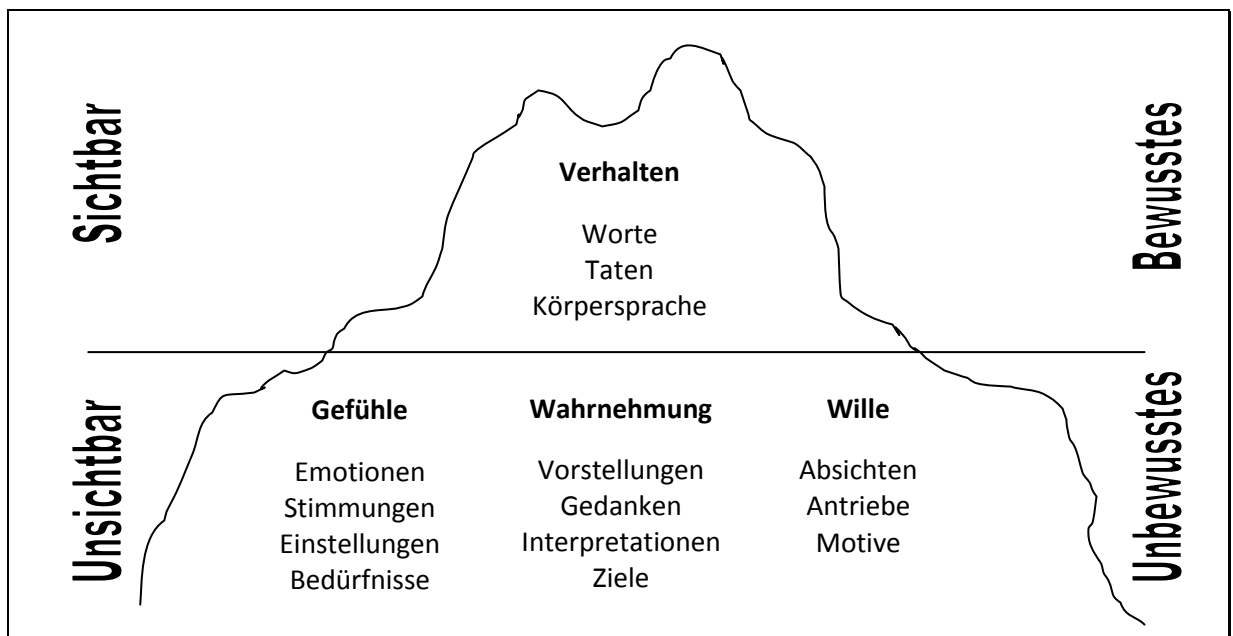 Sichtbar
Bewusstes
Verhalten
Worte
Taten
Körpersprache
Unsichtbar
Unbewusstes
Gefühle
Emotionen
Stimmungen
Einstellungen
Bedürfnisse
Wahrnehmung
Vorstellungen
Gedanken
Interpretationen
Ziele
Wille
Absichten
Antriebe
Motive